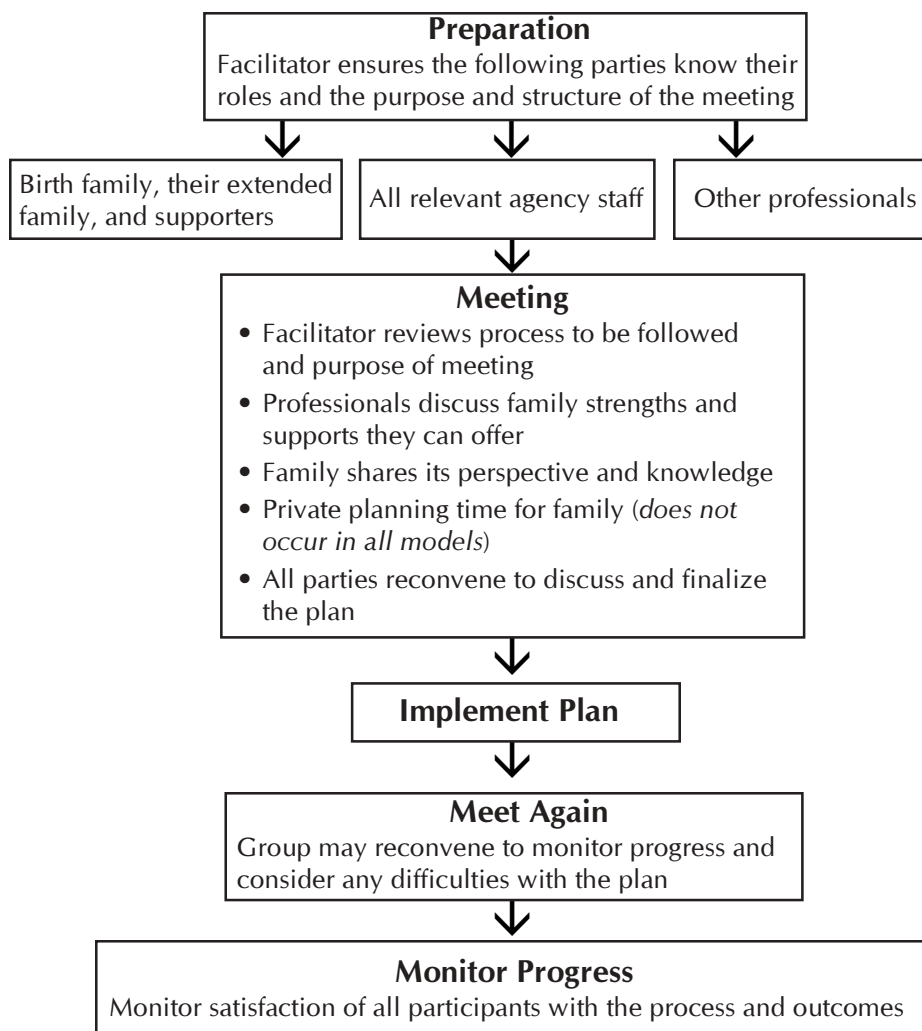 Preparation
Facilitator ensures the following parties know their
roles and the purpose and structure of the meeting
Birth family, their extended
family, and supporters
All relevant agency staff
Other professionals
Meeting
• Facilitator reviews process to be followed
and purpose of meeting
• Professionals discuss family strengths and
supports they can offer
• Family shares its perspective and knowledge
• Private planning time for family (does not
occur in all models)
• All parties reconvene to discuss and finalize
the plan
Implement Plan
Meet Again
Group may reconvene to monitor progress and
consider any difficulties with the plan
Monitor Progress
Monitor satisfaction of all participants with the process and outcomes